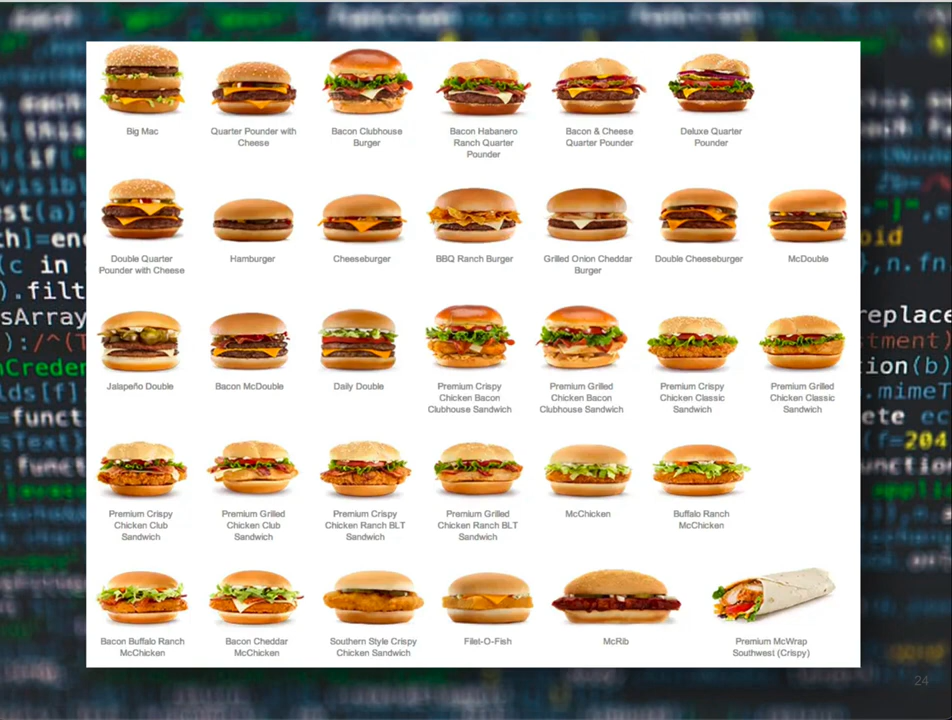 Big Mac
Quarter Pounder with
Cheese
Bacon Clubhouse
Burger
Bacon Habanero
Ranch Quarter
Pounder
Bacon & Cheese
Quarter Pounder
Deluxe Quarter
Pounder
Double Quarter
Pounder with Cheese
Hamburger
Cheeseburger
BBQ Ranch Burger
Grilled Onion Cheddar
Burger
Double Cheeseburger
McDouble
Jalapeño Double
Bacon McDouble
Daily Double
Premium Crispy
Chicken Bacon
Clubhouse Sandwich
Premium Grilled
Chicken Bacon
Clubhouse Sandwich
Premium Crispy
Chicken Classic
Sandwich
Premium Grilled
Chicken Classic
Sandwich
Premium Crispy
Chicken Club
Sandwich
Premium Grilled
Chicken Club
Sandwich
Premium Crispy
Chicken Ranch BLT
Sandwich
Premium Grilled
Chicken Ranch BLT
Sandwich
McChicken
Buffalo Ranch
McChicken
Bacon Buffalo Ranch
McChicken
Bacon Cheddar
McChicken
Southern Style Crispy
Chicken Sandwich
Filet-O-Fish
McRib
Premium McWrap
Southwest (Crispy)
24